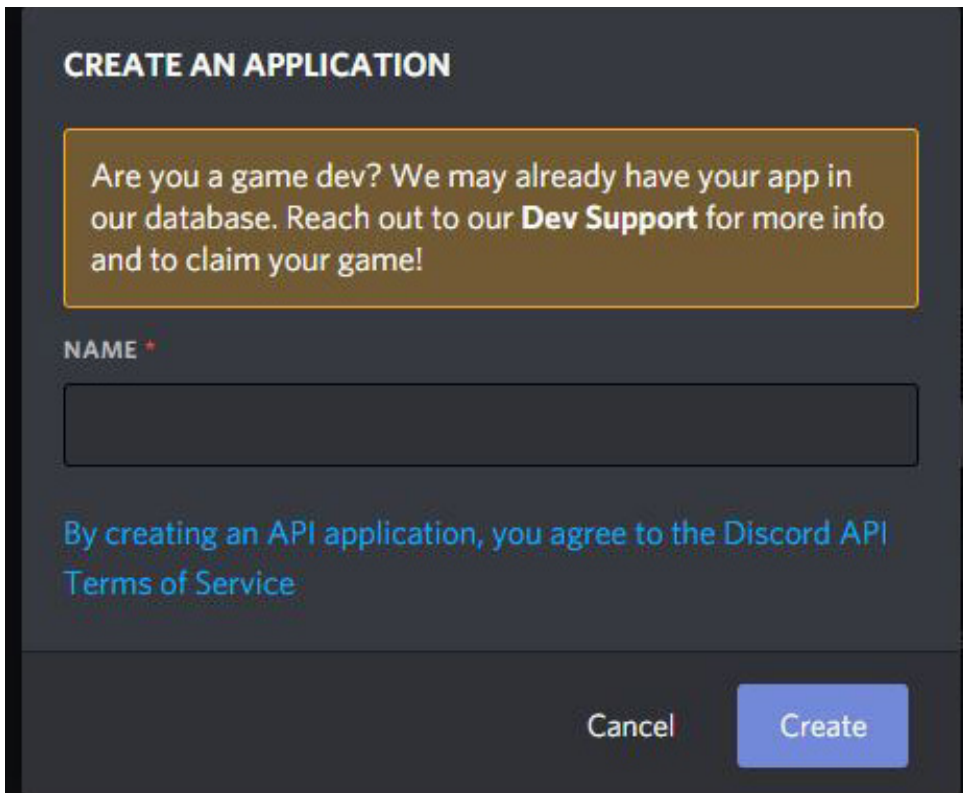 CREATE AN APPLICATION
Are you a game dev? We may already have your app in
our database. Reach out to our Dev Support for more info
and to claim your game!
NAME *
By creating an API application, you agree to the Discord API
Terms of Service
Cancel
Create